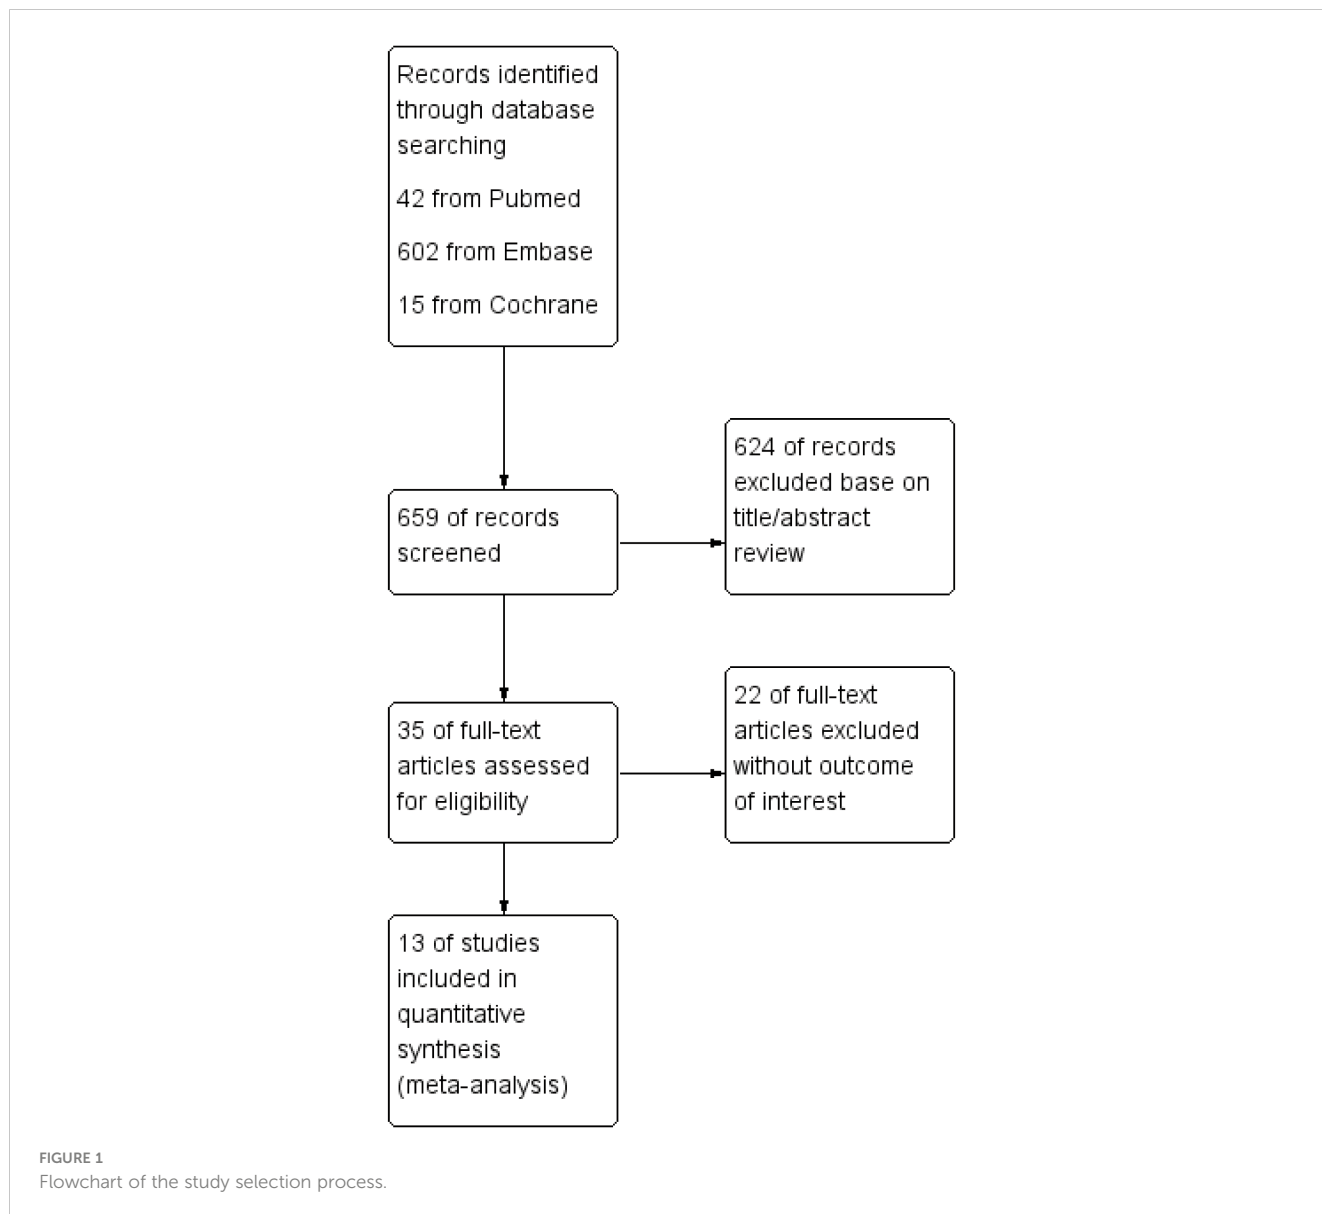 Records identified
through database
searching
42 from Pubmed
602 from Embase
15 from Cochrane
624 of records
excluded base on
title/abstract
review
659 of records
screened
22 of full-text
articles excluded
without outcome
of interest
35 of full-text
articles assessed
for eligibility
13 of studies
included in
quantitative
synthesis
(meta-analysis)
FIGURE 1
Flowchart of the study selection process.